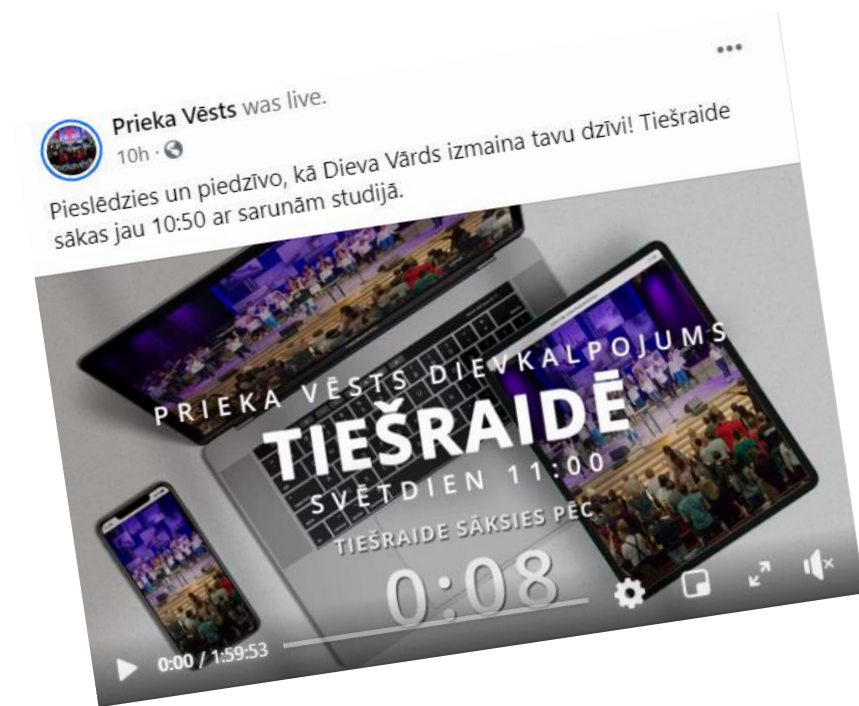 Prieka Vēsts was live.
10h ·
Pieslēdzies un piedzīvo, kā Dieva Vārds izmaina tavu dzīvi! Tiešraide
sākas jau 10:50 ar sarunām studijā.
PRIEKA VĒSTS DIEVKALPOJUMS
TIEŠRAIDĒ
SVĒTDIEN 11:00
TIEŠRAIDE SĀKSIES PĒC
0:08
0:00 / 1:59:53